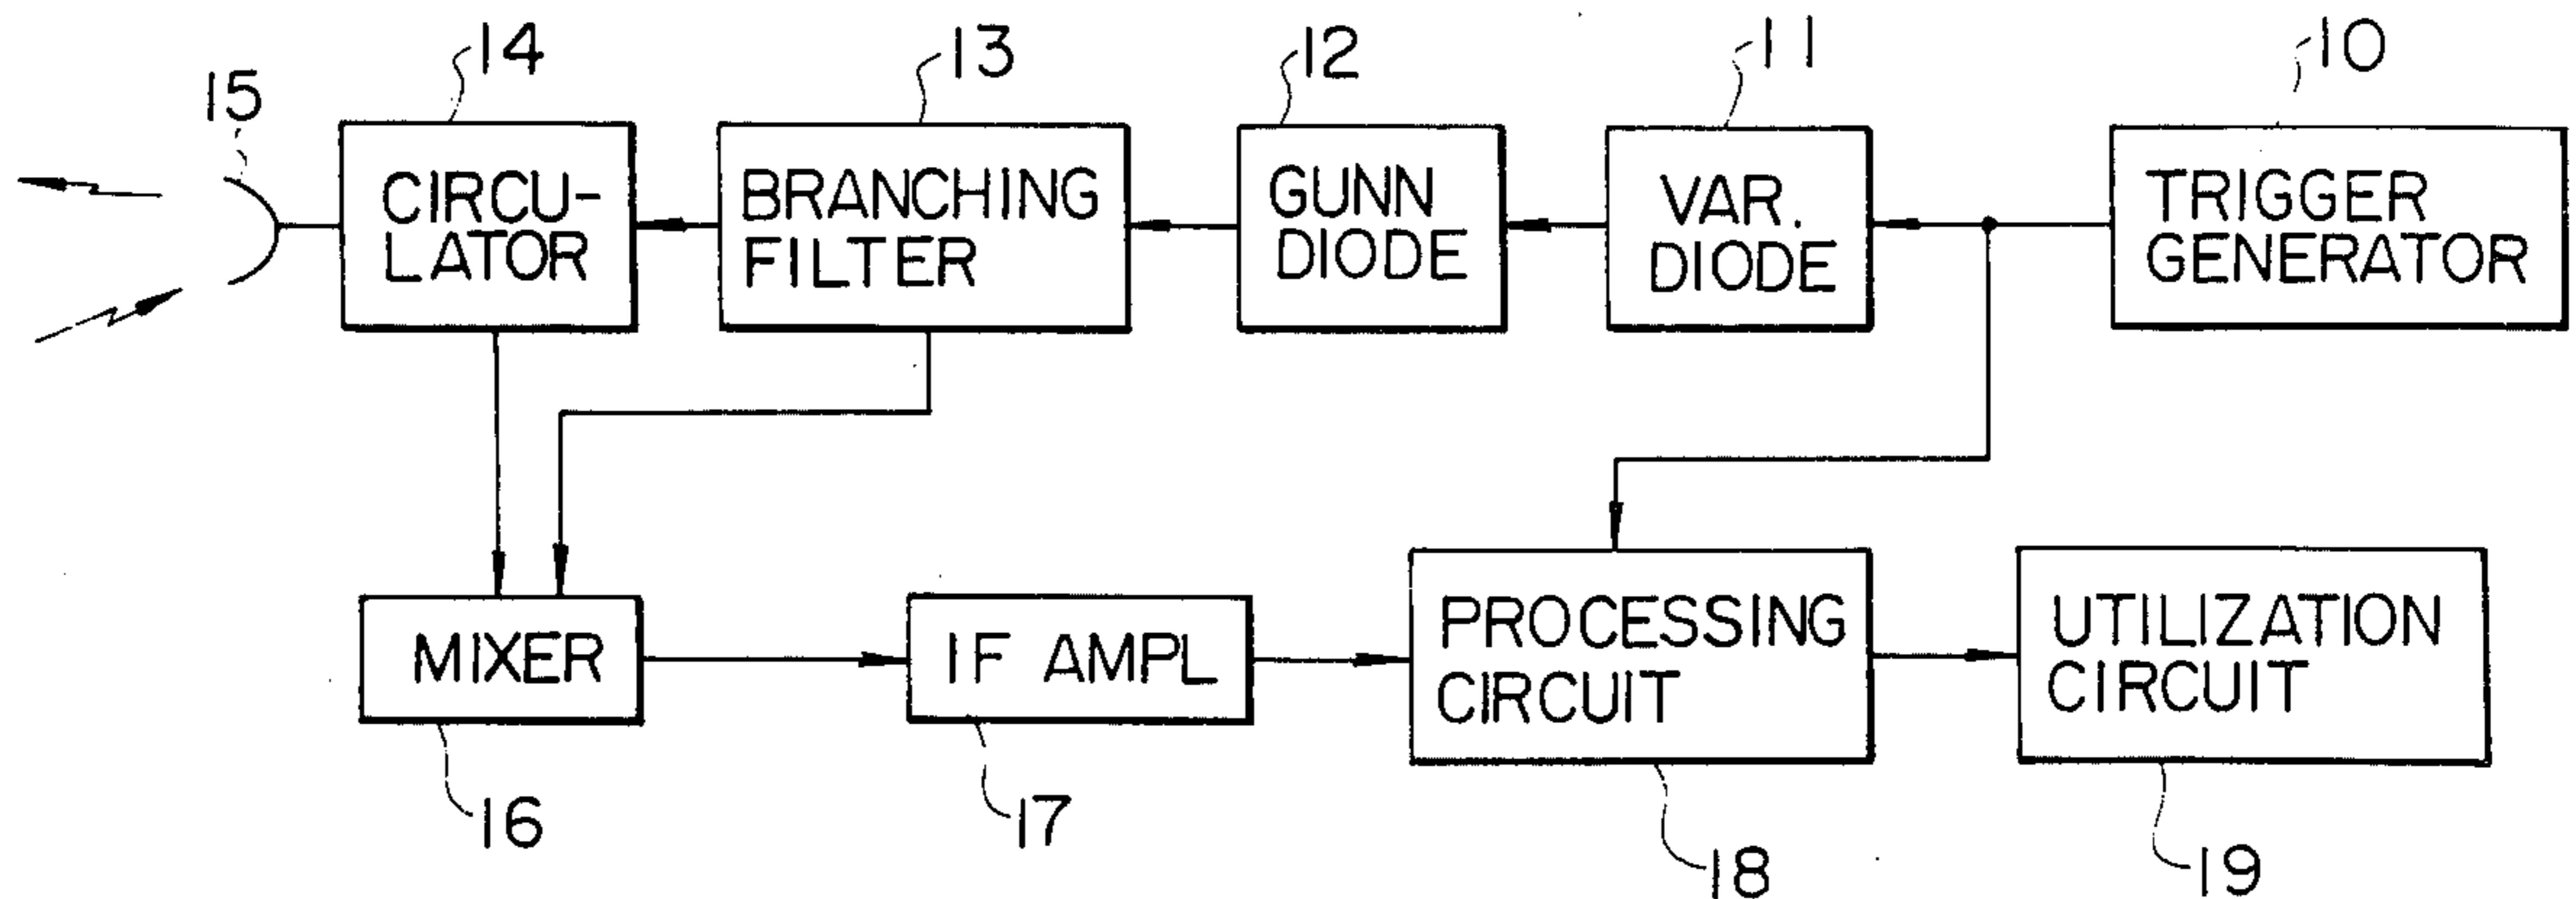 14
13
12
11
10
15
CIRCU-
LATOR
BRANCHING
FILTER
GUNN
DIODE
VAR.
DIODE
TRIGGER
GENERATOR
MIXER
IF AMPL
PROCESSING
CIRCUIT
UTILIZATION
CIRCUIT
16
17
18
19